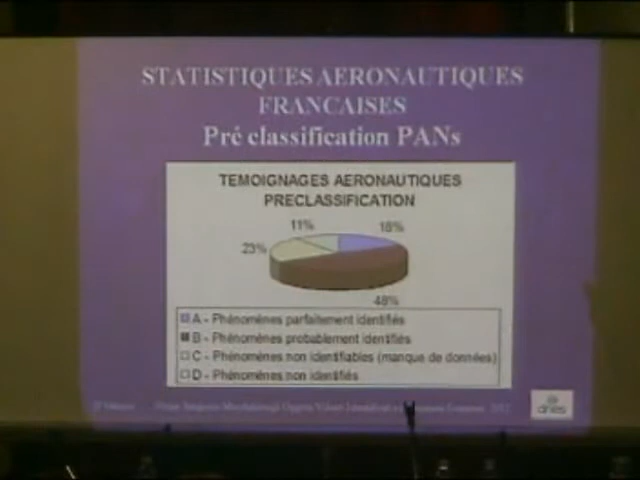 STATISTIQUES AERONAUTIQUES
FRANCAISES
Pré classification PANs
TEMOIGNAGES AERONAUTIQUES
PRECLASSIFICATION
11%
18%
23%
48%
A - Phénomènes parfaitement identifiés
B - Phénomènes probablement identifiés
C - Phénomènes non identifiables (manque de données)
D - Phénomènes non identifiés
cnes